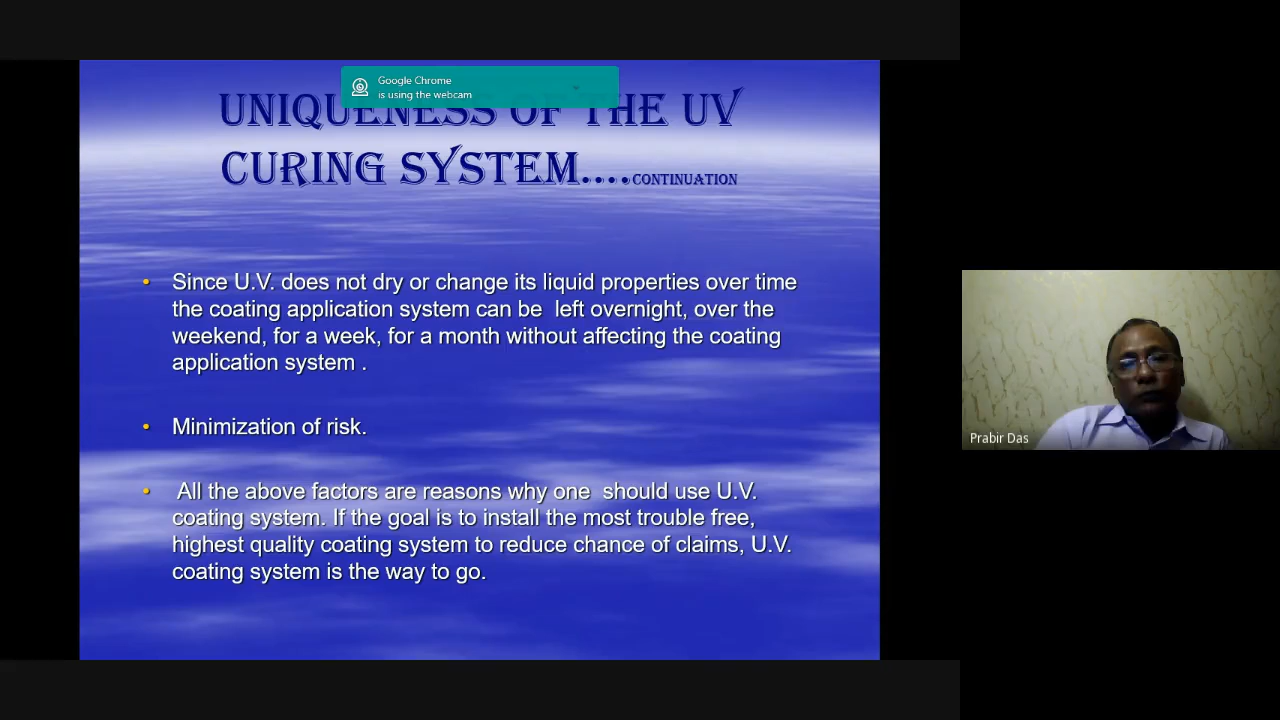 Google Chrome
is using the webcam
UNIQUENESS OF THE UV
CURING SYSTEM....CONTINUATION
• Since U.V. does not dry or change its liquid properties over time
the coating application system can be left overnight, over the
weekend, for a week, for a month without affecting the coating
application system .
• Minimization of risk.
• All the above factors are reasons why one should use U.V.
coating system. If the goal is to install the most trouble free,
highest quality coating system to reduce chance of claims, U.V.
coating system is the way to go.
Prabir Das